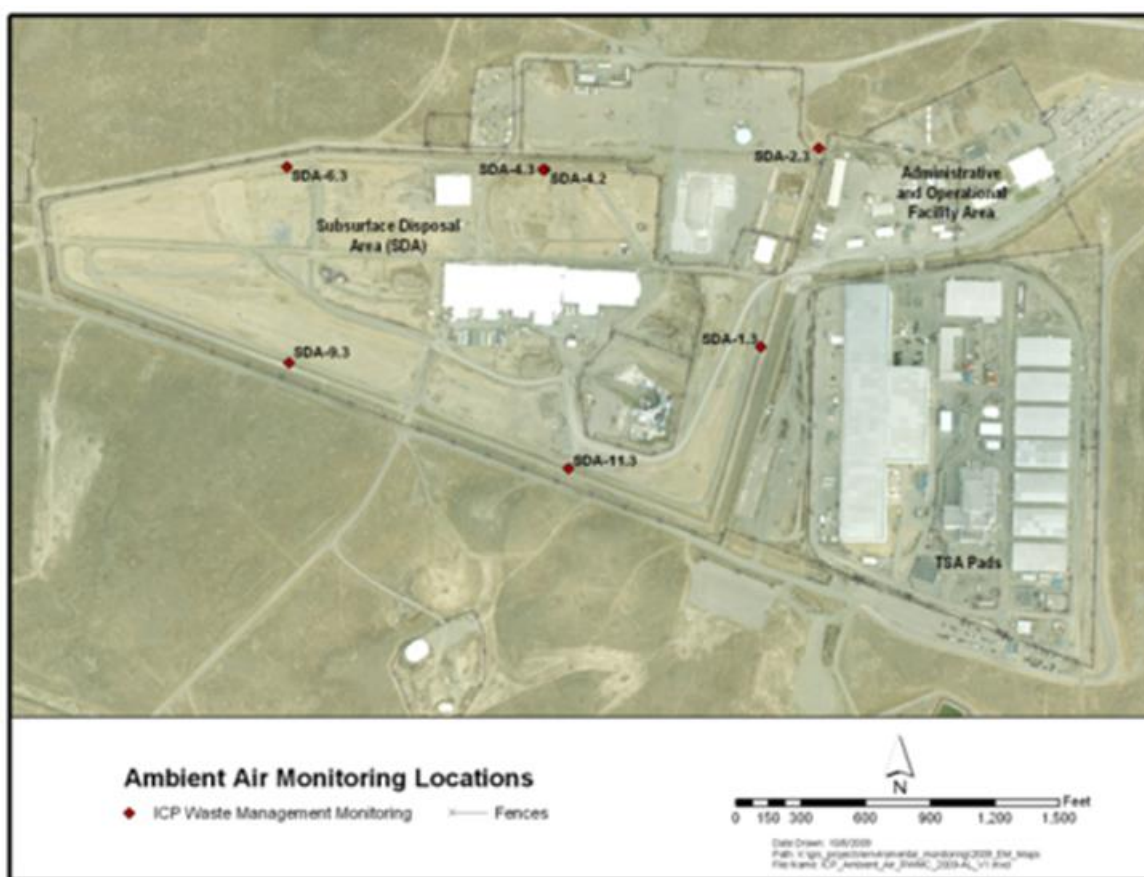 SDA-6.3
SDA-4.3
SDA-4.2
SDA-2.3
Administrative
and Operational
Facility Area
Subsurface Disposal
Area (SDA)
SDA-1.3
SDA-9.3
SDA-11.3
TSA Pads
Ambient Air Monitoring Locations
ICP Waste Management Monitoring
Fences
N
Feet
0 150 300 600 900 1,200 1,500
Date Drawn: